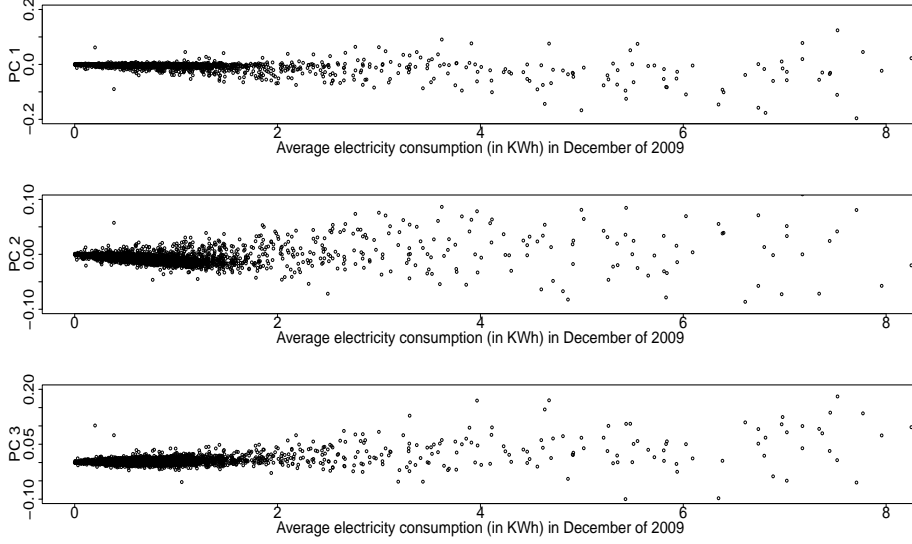 PC 1
0.2
0.0
−0.2
0 2 4 6 8
Average electricity consumption (in KWh) in December of 2009
PC 2
0.10
0.00
−0.10
0 2 4 6 8
Average electricity consumption (in KWh) in December of 2009
PC 3
0.20
0.05
−0.10
0 2 4 6 8
Average electricity consumption (in KWh) in December of 2009